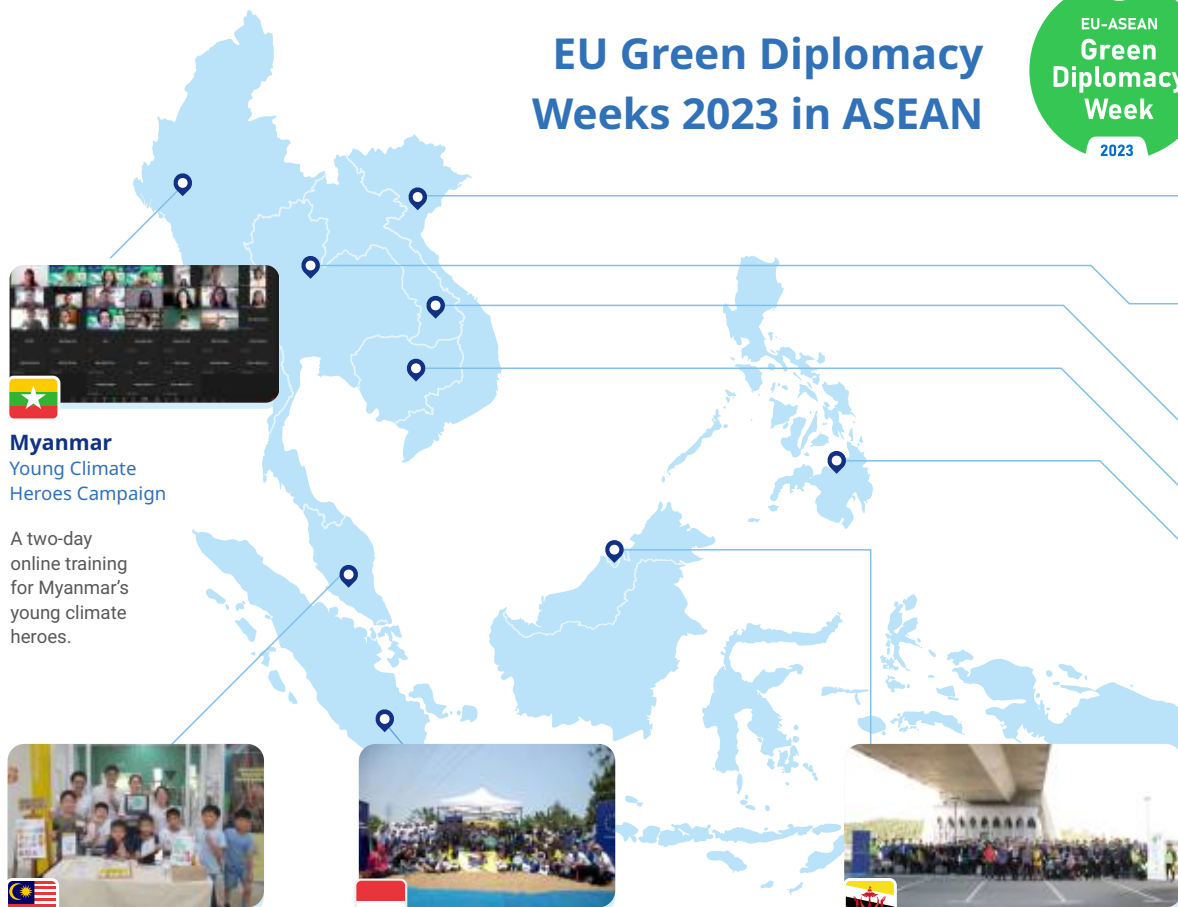 EU Green Diplomacy
Weeks 2023 in ASEAN
EU-ASEAN
Green
Diplomacy
Week
2023
Myanmar
Young Climate
Heroes Campaign
A two-day
online training
for Myanmar’s
young climate
heroes.